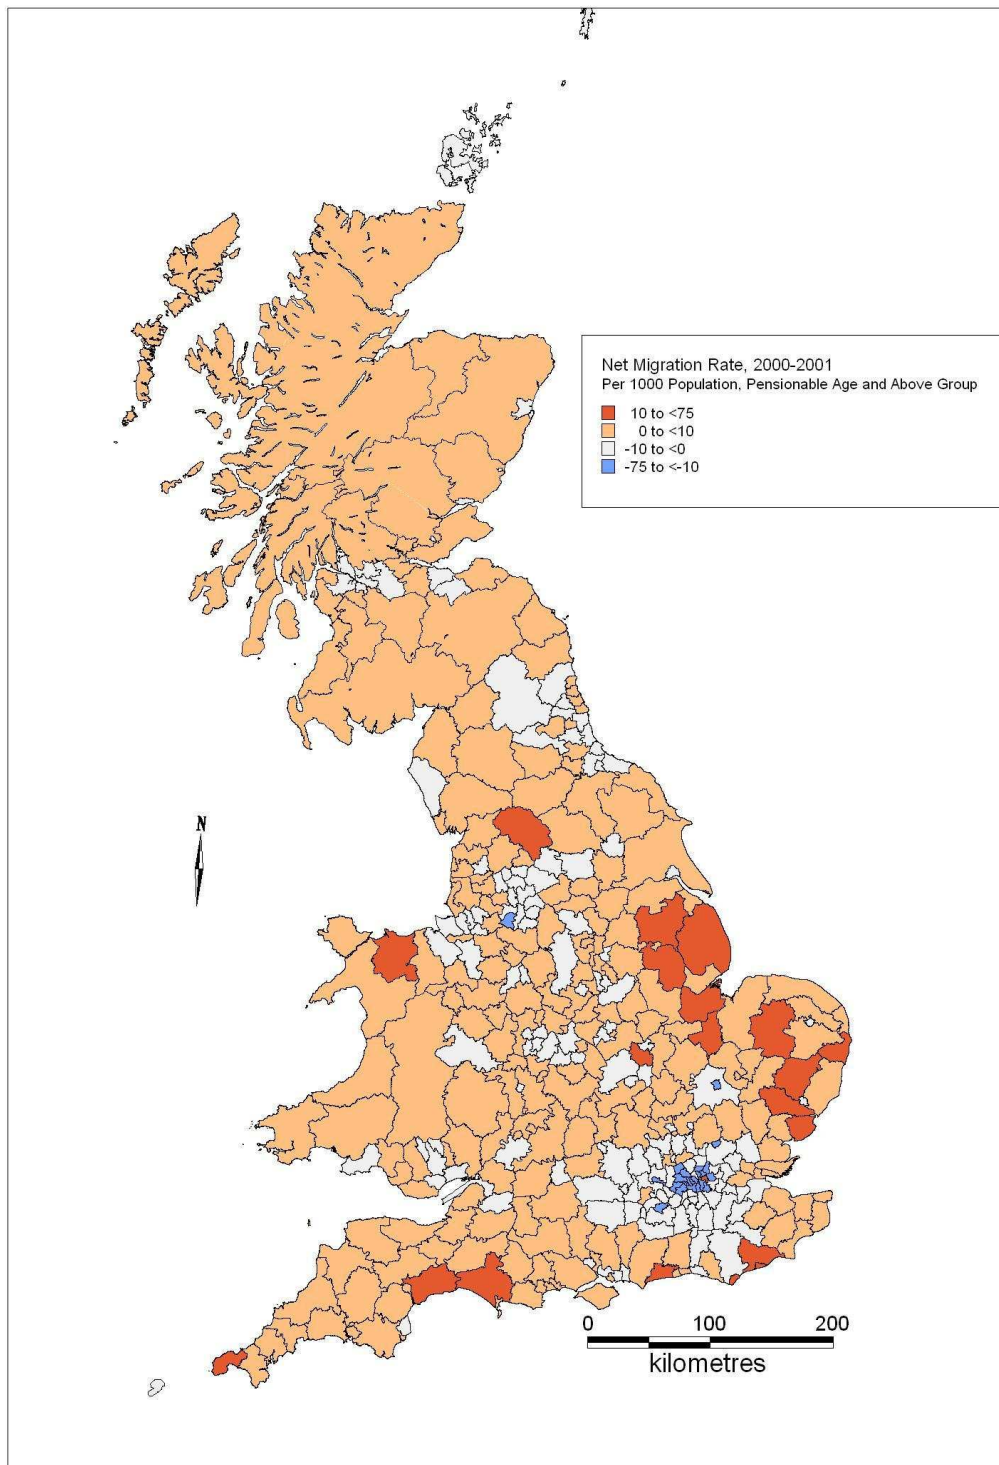 Net Migration Rate, 2000-2001
Per 1000 Population, Pensionable Age and Above Group
10 to <75
0 to <10
-10 to <0
-75 to <-10
N
0 100 200
kilometres